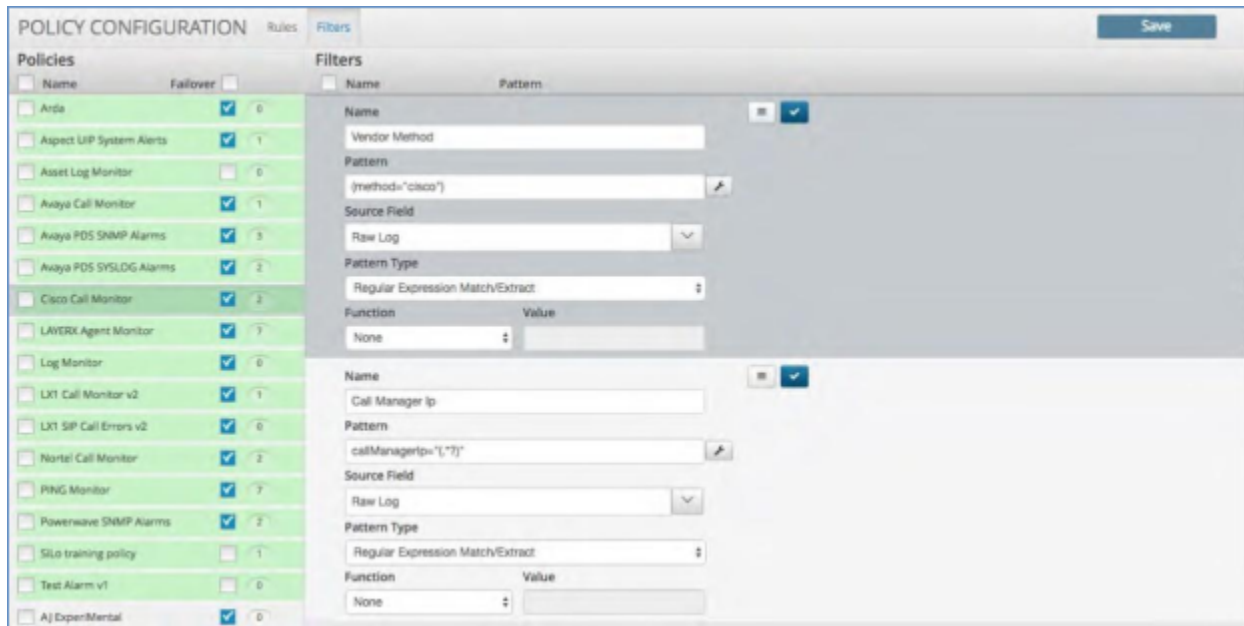 POLICY CONFIGURATION Rules Filters Save
Policies
Name Failover
Arda 0
Aspect UIP System Alerts 1
Asset Log Monitor 0
Avaya Call Monitor 1
Avaya PDS SNMP Alarms 3
Avaya PDS SYSLOG Alarms 2
Cisco Call Monitor 2
LAYERX Agent Monitor 7
Log Monitor 0
LX1 Call Monitor v2 1
LX1 SIP Call Errors v2 0
Nortel Call Monitor 2
PING Monitor 7
Powerwave SNMP Alarms 2
SiLo training policy 1
Test Alarm v1 0
AJ ExperiMental 0
Filters
Name Pattern
Name
Vendor Method
Pattern
(method="cisco")
Source Field
Raw Log
Pattern Type
Regular Expression Match/Extract
Function Value
None
Name
Call Manager Ip
Pattern
callManagerIp="(.*?)"
Source Field
Raw Log
Pattern Type
Regular Expression Match/Extract
Function Value
None